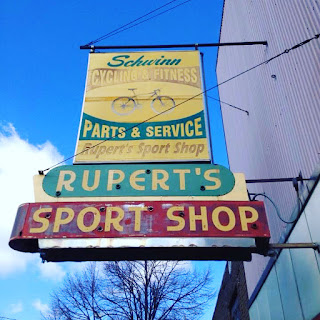 Schwinn
CYCLING & FITNESS
PARTS & SERVICE
Rupert's Sport Shop
RUPERT'S
SPORT SHOP